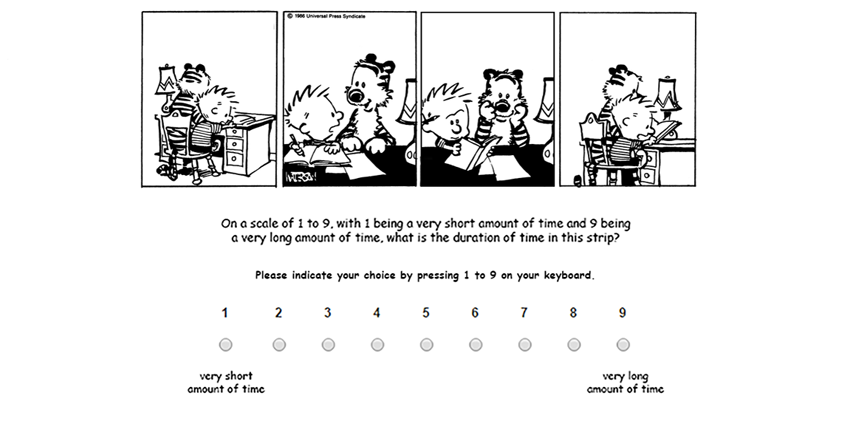 © 1986 Universal Press Syndicate
WATTERSON
On a scale of 1 to 9, with 1 being a very short amount of time and 9 being
a very long amount of time, what is the duration of time in this strip?
Please indicate your choice by pressing 1 to 9 on your keyboard.
1 2 3 4 5 6 7 8 9
very short very long
amount of time amount of time